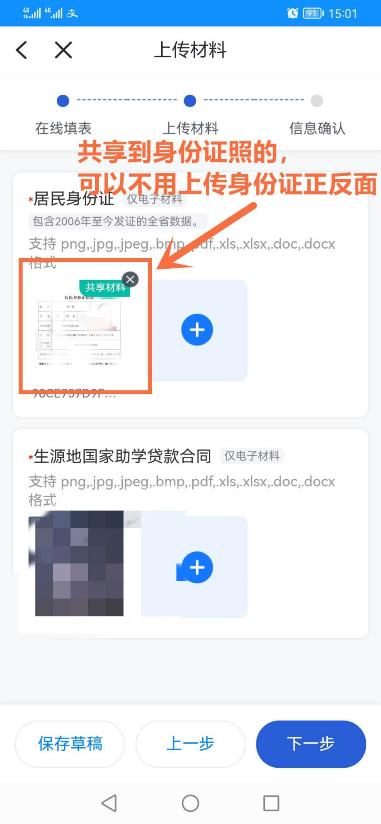 4G 4G 支 91 15:01
上传材料
在线填表 上传材料 信息确认
共享到身份证照的，
可以不用上传身份证正反面
*居民身份证 仅电子材料
包含2006年至今发证的全省数据。
支持 png,.jpg,.jpeg,.bmp,.pdf,.xls,.xlsx,.doc,.docx
格式
共享材料
*生源地国家助学贷款合同 仅电子材料
支持 png,.jpg,.jpeg,.bmp,.pdf,.xls,.xlsx,.doc,.docx
格式
保存草稿 上一步 下一步